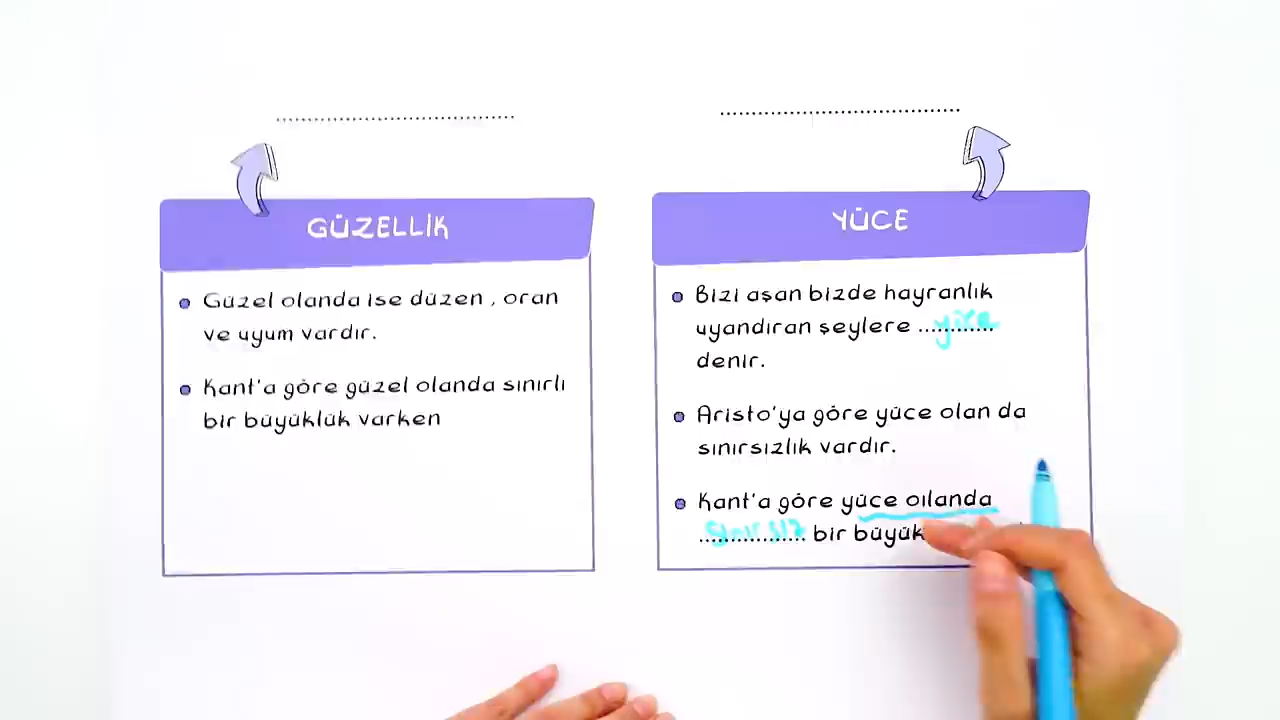 GÜZELLİK
Güzel olanda ise düzen , oran
ve uyum vardır.
Kant'a göre güzel olanda sınırlı
bir büyüklük varken
YÜCE
Bizi aşan bizde hayranlık
uyandıran şeylere ............ yüce
denir.
Aristo'ya göre yüce olan da
sınırsızlık vardır.
Kant'a göre yüce oılanda
sınırsız bir büyük